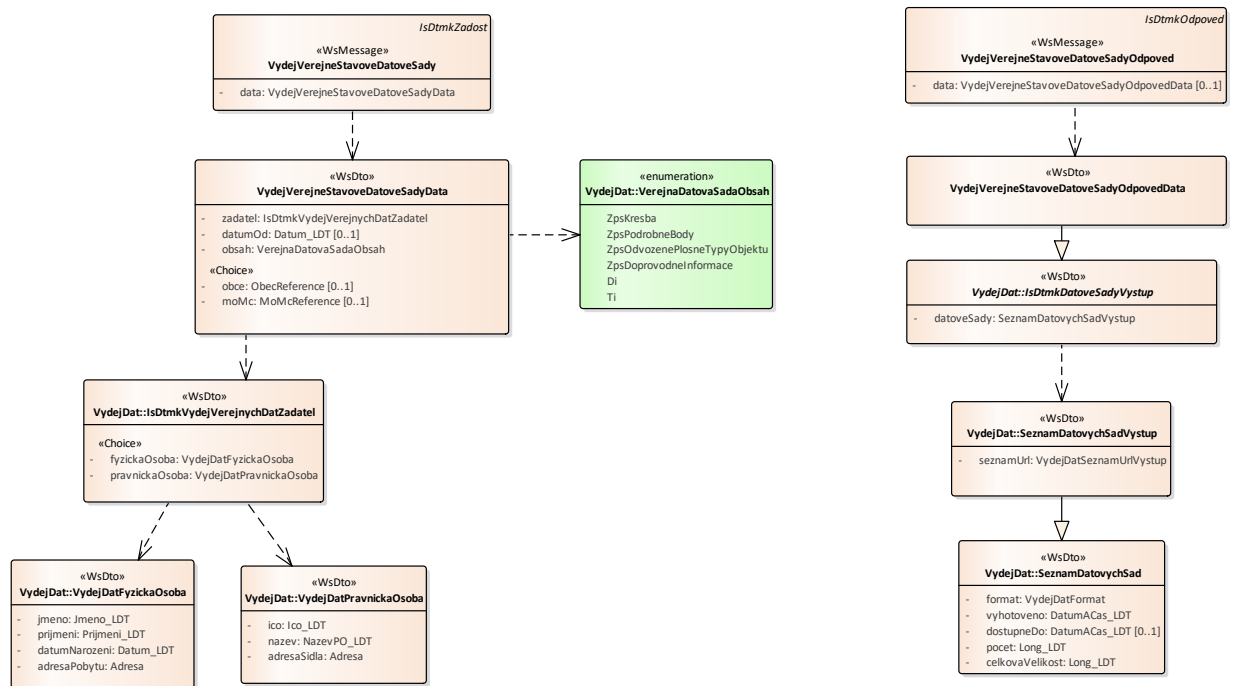 IsDtmkZadost
«WsMessage»
VydejVerejneStavoveDatoveSady
- data: VydejVerejneStavoveDatoveSadyData
«WsDto»
VydejVerejneStavoveDatoveSadyData
- zadatel: IsDtmkVydejVerejnychDatZadatel
- datumOd: Datum_LDT [0..1]
- obsah: VerejnaDatovaSadaObsah
«Choice»
- obce: ObecReference [0..1]
- moMc: MoMcReference [0..1]
«enumeration»
VydejDat::VerejnaDatovaSadaObsah
ZpsKresba
ZpsPodrobneBody
ZpsOdvozenePlosneTypyObjektu
ZpsDoprovodneInformace
Di
Ti
«WsDto»
VydejDat::IsDtmkVydejVerejnychDatZadatel
«Choice»
- fyzickaOsoba: VydejDatFyzickaOsoba
- pravnickaOsoba: VydejDatPravnickaOsoba
«WsDto»
VydejDat::VydejDatFyzickaOsoba
- jmeno: Jmeno_LDT
- prijmeni: Prijmeni_LDT
- datumNarozeni: Datum_LDT
- adresaPobytu: Adresa
«WsDto»
VydejDat::VydejDatPravnickaOsoba
- ico: Ico_LDT
- nazev: NazevPO_LDT
- adresaSidla: Adresa
IsDtmkOdpoved
«WsMessage»
VydejVerejneStavoveDatoveSadyOdpoved
- data: VydejVerejneStavoveDatoveSadyOdpovedData [0..1]
«WsDto»
VydejVerejneStavoveDatoveSadyOdpovedData
«WsDto»
VydejDat::IsDtmkDatoveSadyVystup
- datoveSady: SeznamDatovychSadVystup
«WsDto»
VydejDat::SeznamDatovychSadVystup
- seznamUrl: VydejDatSeznamUrlVystup
«WsDto»
VydejDat::SeznamDatovychSad
- format: VydejDatFormat
- vyhotoveno: DatumACas_LDT
- dostupneDo: DatumACas_LDT [0..1]
- pocet: Long_LDT
- celkovaVelikost: Long_LDT